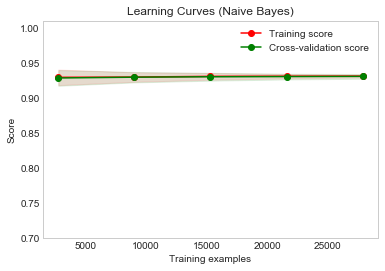 Learning Curves (Naive Bayes)
1.00
0.95
0.90
0.85
0.80
0.75
0.70
Score
Training score
Cross-validation score
5000 10000 15000 20000 25000
Training examples